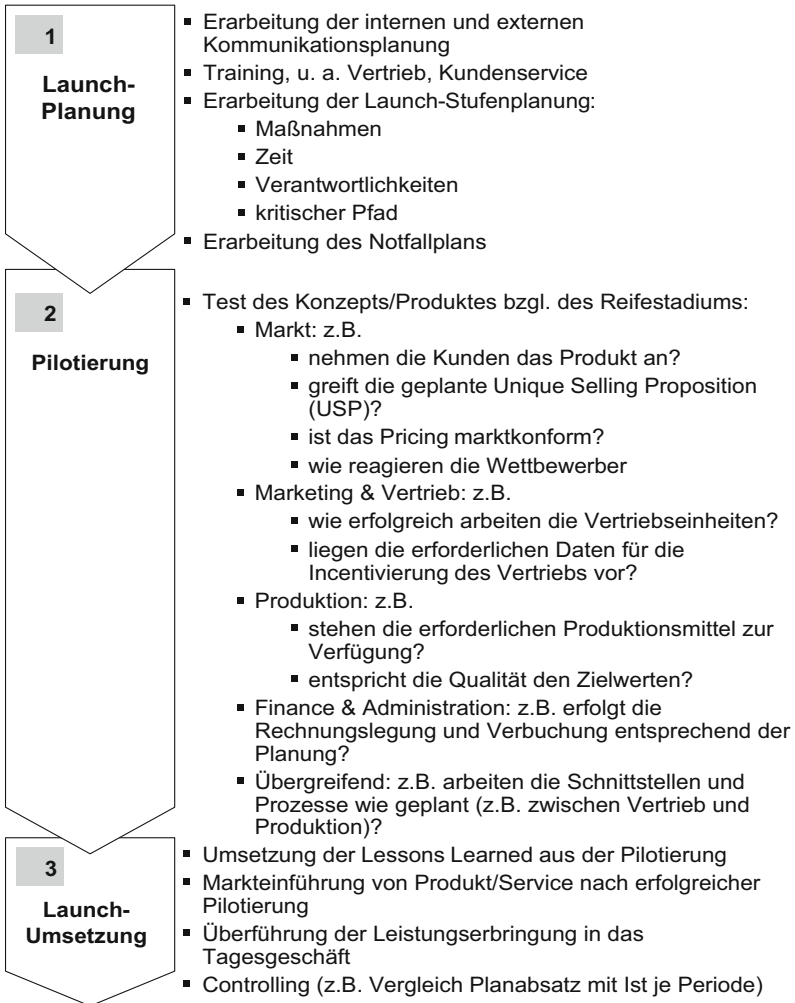 1
Launch-
Planung
▪ Erarbeitung der internen und externen
Kommunikationsplanung
▪ Training, u. a. Vertrieb, Kundenservice
▪ Erarbeitung der Launch-Stufenplanung:
▪ Maßnahmen
▪ Zeit
▪ Verantwortlichkeiten
▪ kritischer Pfad
▪ Erarbeitung des Notfallplans
2
Pilotierung
▪ Test des Konzepts/Produktes bzgl. des Reifestadiums:
▪ Markt: z.B.
▪ nehmen die Kunden das Produkt an?
▪ greift die geplante Unique Selling Proposition
(USP)?
▪ ist das Pricing marktkonform?
▪ wie reagieren die Wettbewerber
▪ Marketing & Vertrieb: z.B.
▪ wie erfolgreich arbeiten die Vertriebseinheiten?
▪ liegen die erforderlichen Daten für die
Incentivierung des Vertriebs vor?
▪ Produktion: z.B.
▪ stehen die erforderlichen Produktionsmittel zur
Verfügung?
▪ entspricht die Qualität den Zielwerten?
▪ Finance & Administration: z.B. erfolgt die
Rechnungslegung und Verbuchung entsprechend der
Planung?
▪ Übergreifend: z.B. arbeiten die Schnittstellen und
Prozesse wie geplant (z.B. zwischen Vertrieb und
Produktion)?
3
Launch-
Umsetzung
▪ Umsetzung der Lessons Learned aus der Pilotierung
▪ Markteinführung von Produkt/Service nach erfolgreicher
Pilotierung
▪ Überführung der Leistungserbringung in das
Tagesgeschäft
▪ Controlling (z.B. Vergleich Planabsatz mit Ist je Periode)